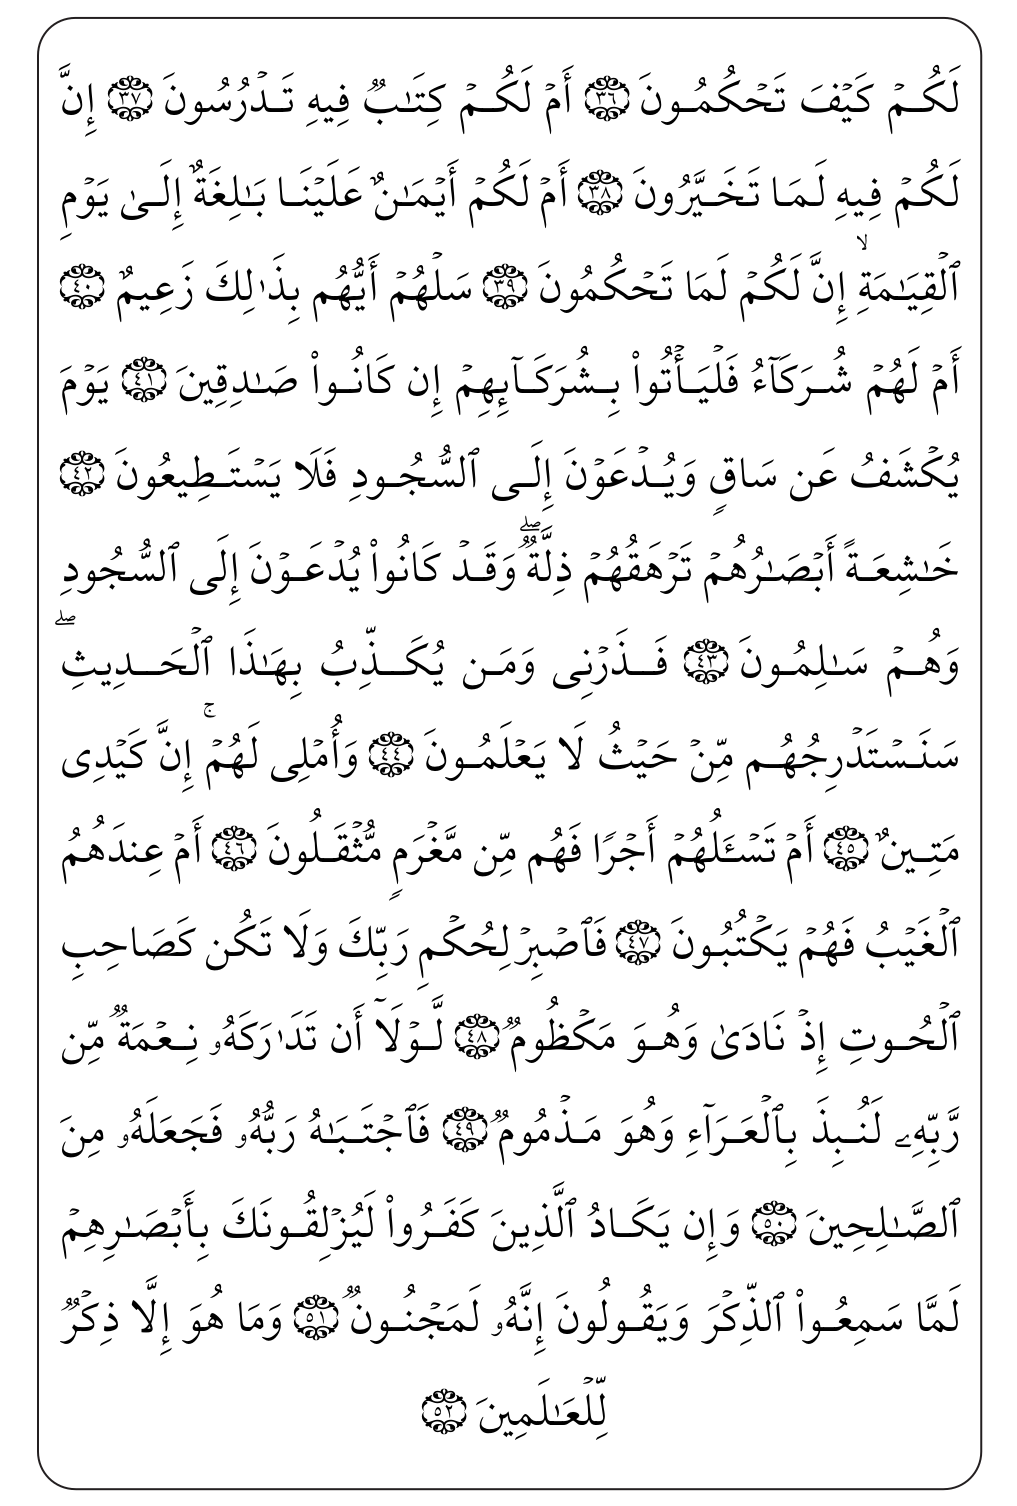 لَكُمۡ كَيۡفَ تَحۡكُمُونَ ٣٦ أَمۡ لَكُمۡ كِتَٰبٞ فِيهِ تَدۡرُسُونَ ٣٧ إِنَّ
لَكُمۡ فِيهِ لَمَا تَخَيَّرُونَ ٣٨ أَمۡ لَكُمۡ أَيۡمَٰنٌ عَلَيۡنَا بَٰلِغَةٌ إِلَىٰ يَوۡمِ
ٱلۡقِيَٰمَةِۙ إِنَّ لَكُمۡ لَمَا تَحۡكُمُونَ ٣٩ سَلۡهُمۡ أَيُّهُم بِذَٰلِكَ زَعِيمٌ ٤٠
أَمۡ لَهُمۡ شُرَكَآءُ فَلۡيَأۡتُواْ بِشُرَكَآئِهِمۡ إِن كَانُواْ صَٰدِقِينَ ٤١ يَوۡمَ
يُكۡشَفُ عَن سَاقٖ وَيُدۡعَوۡنَ إِلَى ٱلسُّجُودِ فَلَا يَسۡتَطِيعُونَ ٤٢
خَٰشِعَةً أَبۡصَٰرُهُمۡ تَرۡهَقُهُمۡ ذِلَّةٞۖ وَقَدۡ كَانُواْ يُدۡعَوۡنَ إِلَى ٱلسُّجُودِ
وَهُمۡ سَٰلِمُونَ ٤٣ فَذَرۡنِي وَمَن يُكَذِّبُ بِهَٰذَا ٱلۡحَدِيثِۖ
سَنَسۡتَدۡرِجُهُم مِّنۡ حَيۡثُ لَا يَعۡلَمُونَ ٤٤ وَأُمۡلِي لَهُمۡۚ إِنَّ كَيۡدِي
مَتِينٌ ٤٥ أَمۡ تَسۡـَٔلُهُمۡ أَجۡرٗا فَهُم مِّن مَّغۡرَمٖ مُّثۡقَلُونَ ٤٦ أَمۡ عِندَهُمُ
ٱلۡغَيۡبُ فَهُمۡ يَكۡتُبُونَ ٤٧ فَٱصۡبِرۡ لِحُكۡمِ رَبِّكَ وَلَا تَكُن كَصَاحِبِ
ٱلۡحُوتِ إِذۡ نَادَىٰ وَهُوَ مَكۡظُومٞ ٤٨ لَّوۡلَآ أَن تَدَٰرَكَهُۥ نِعۡمَةٞ مِّن
رَّبِّهِۦ لَنُبِذَ بِٱلۡعَرَآءِ وَهُوَ مَذۡمُومٞ ٤٩ فَٱجۡتَبَٰهُ رَبُّهُۥ فَجَعَلَهُۥ مِنَ
ٱلصَّٰلِحِينَ ٥٠ وَإِن يَكَادُ ٱلَّذِينَ كَفَرُواْ لَيُزۡلِقُونَكَ بِأَبۡصَٰرِهِمۡ
لَمَّا سَمِعُواْ ٱلذِّكۡرَ وَيَقُولُونَ إِنَّهُۥ لَمَجۡنُونٞ ٥١ وَمَا هُوَ إِلَّا ذِكۡرٞ
لِّلۡعَٰلَمِينَ ٥٢